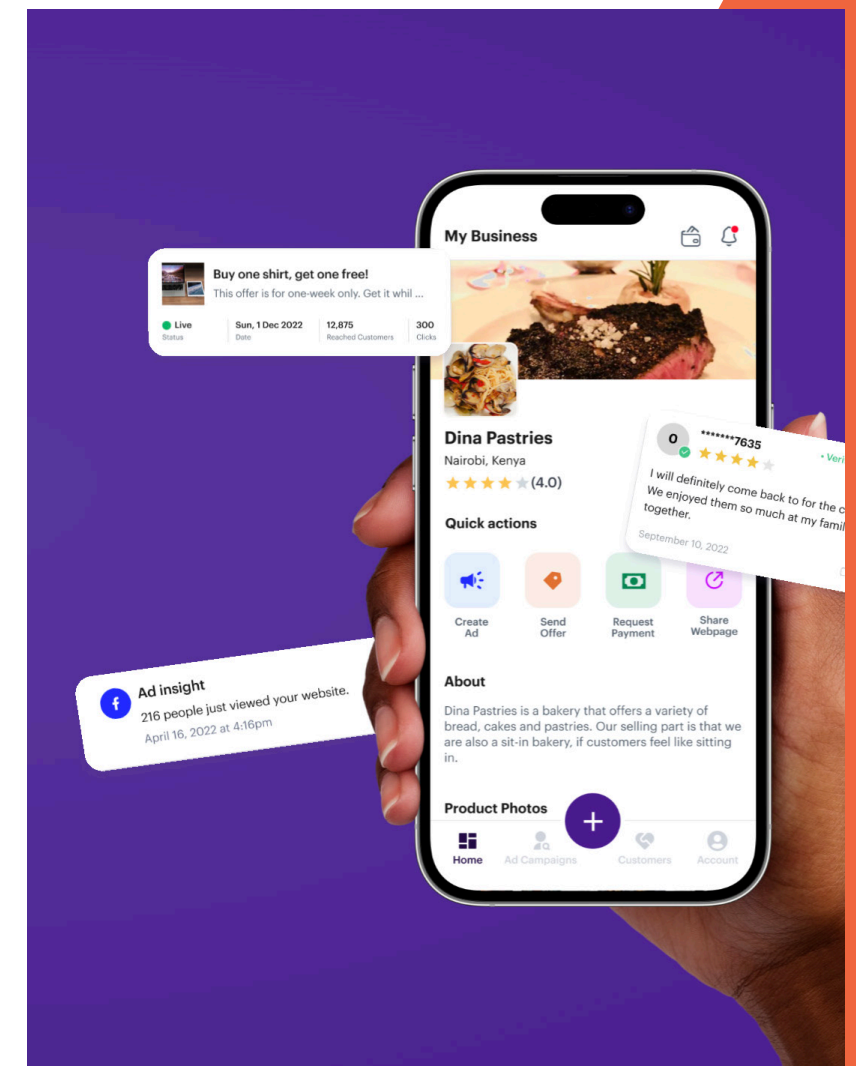 My Business
Buy one shirt, get one free!
This offer is for one-week only. Get it whil ...
Live
Status
Sun, 1 Dec 2022
Date
12,875
Reached Customers
300
Clicks
Dina Pastries
Nairobi, Kenya
(4.0)
O
*******7635
• Veri
I will definitely come back to for the c
We enjoyed them so much at my famil
together.
September 10, 2022
Quick actions
Create
Ad
Send
Offer
Request
Payment
Share
Webpage
f
Ad insight
216 people just viewed your website.
April 16, 2022 at 4:16pm
About
Dina Pastries is a bakery that offers a variety of
bread, cakes and pastries. Our selling part is that we
are also a sit-in bakery, if customers feel like sitting
in.
Product Photos
+
Home
Ad Campaigns
Customers
Account